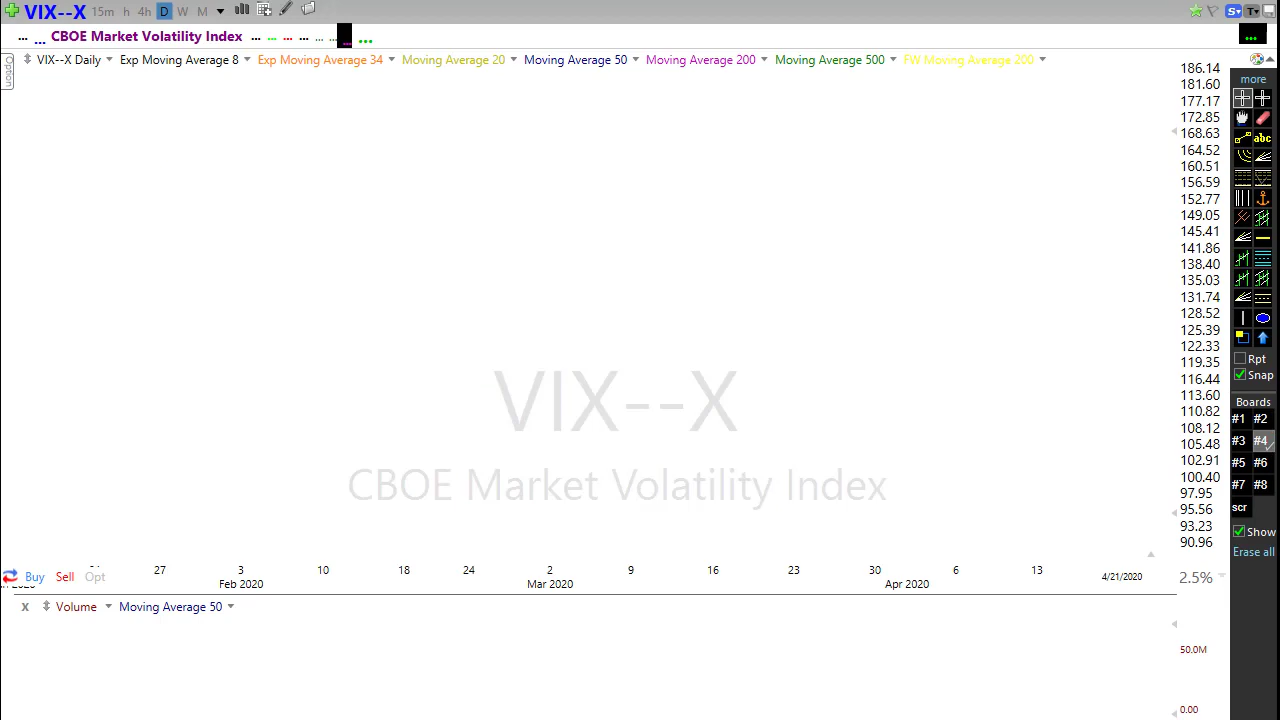 VIX--X 15m h 4h D W M S T
CBOE Market Volatility Index
Option
VIX--X Daily Exp Moving Average 8 Exp Moving Average 34 Moving Average 20 Moving Average 50 Moving Average 200 Moving Average 500 FW Moving Average 200
186.14
181.60
177.17
172.85
168.63
164.52
160.51
156.59
152.77
149.05
145.41
141.86
138.40
135.03
131.74
128.52
125.39
122.33
119.35
116.44
113.60
110.82
108.12
105.48
102.91
100.40
97.95
95.56
93.23
90.96
more
abc
Rpt
Snap
Boards
#1 #2
#3 #4
#5 #6
#7 #8
scr
Show
Erase all
VIX--X
CBOE Market Volatility Index
27 3 10 18 24 2 9 16 23 30 6 13
Feb 2020 Mar 2020 Apr 2020 4/21/2020
2.5%
Buy Sell Opt
X Volume Moving Average 50
50.0M
0.00